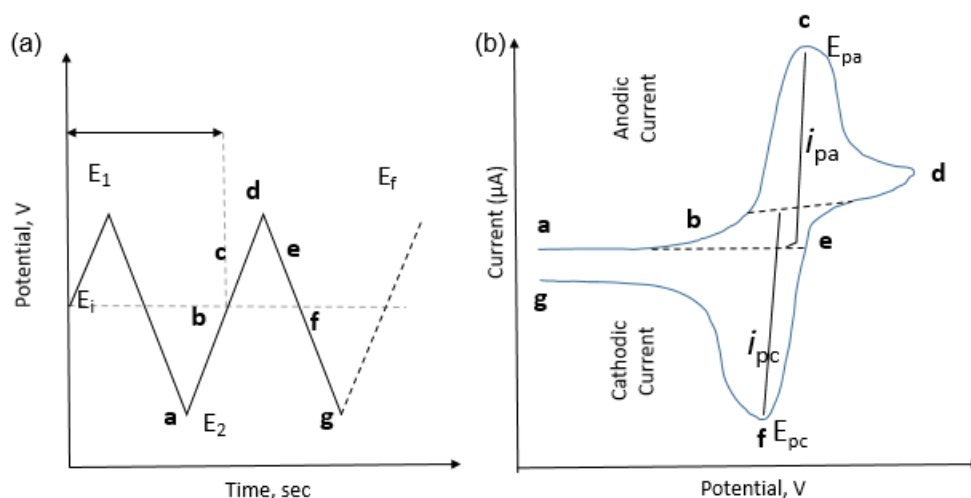 (a)
E1
d
Ef
Potential, V
c
e
Ei
b
f
a
E2
g
Time, sec
(b)
c
Epa
Anodic
Current
ipa
d
b
a
e
Current (µA)
g
ipc
Cathodic
Current
f
Epc
Potential, V